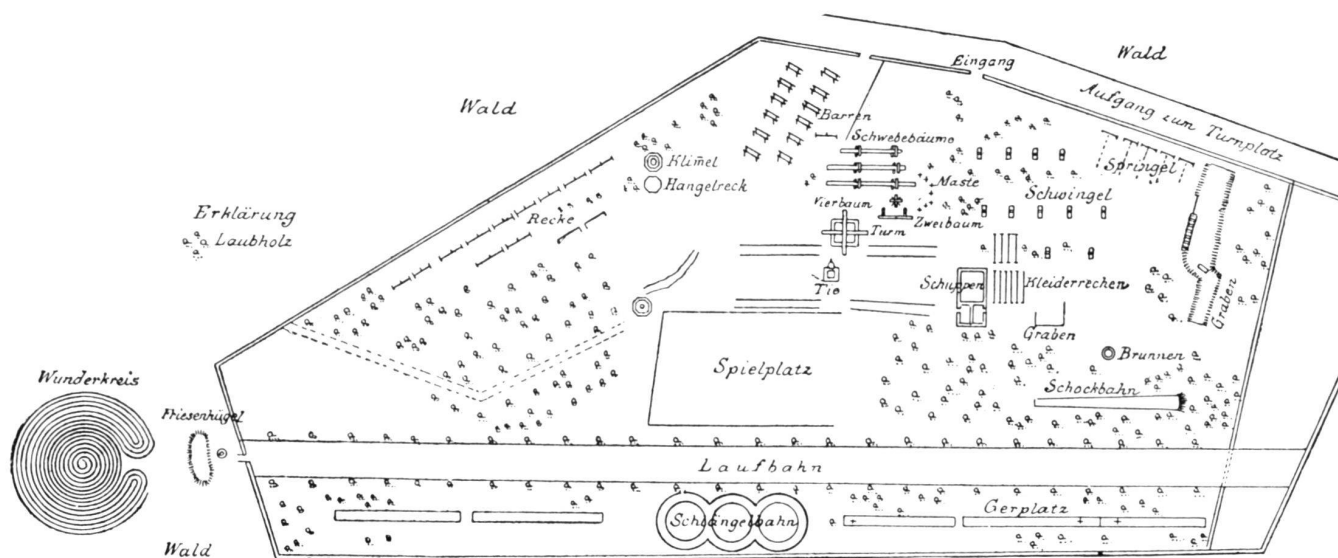 Wald
Eingang
Aufgang zum Turnplatz
Wald
Barren
Schwebebäume
Springel
Klimel
Hangelreck
Maste
Schwingel
Erklärung
Laubholz
Recke
Vierbaum
Zweibaum
Turm
Tie
Schuppen
Kleiderrechen
Graben
Graben
Brunnen
Wunderkreis
Spielplatz
Schockbahn
Friesenhügel
Laufbahn
Schlängelbahn
Gerplatz
Wald